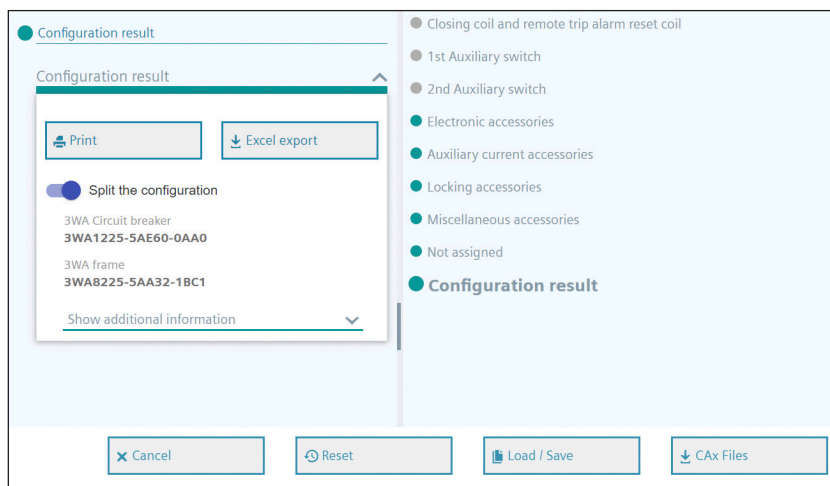 Configuration result
Configuration result
Print
Excel export
Split the configuration
3WA Circuit breaker
3WA1225-5AE60-0AA0
3WA frame
3WA8225-5AA32-1BC1
Show additional information
Closing coil and remote trip alarm reset coil
1st Auxiliary switch
2nd Auxiliary switch
Electronic accessories
Auxiliary current accessories
Locking accessories
Miscellaneous accessories
Not assigned
Configuration result
Cancel
Reset
Load / Save
CAx Files